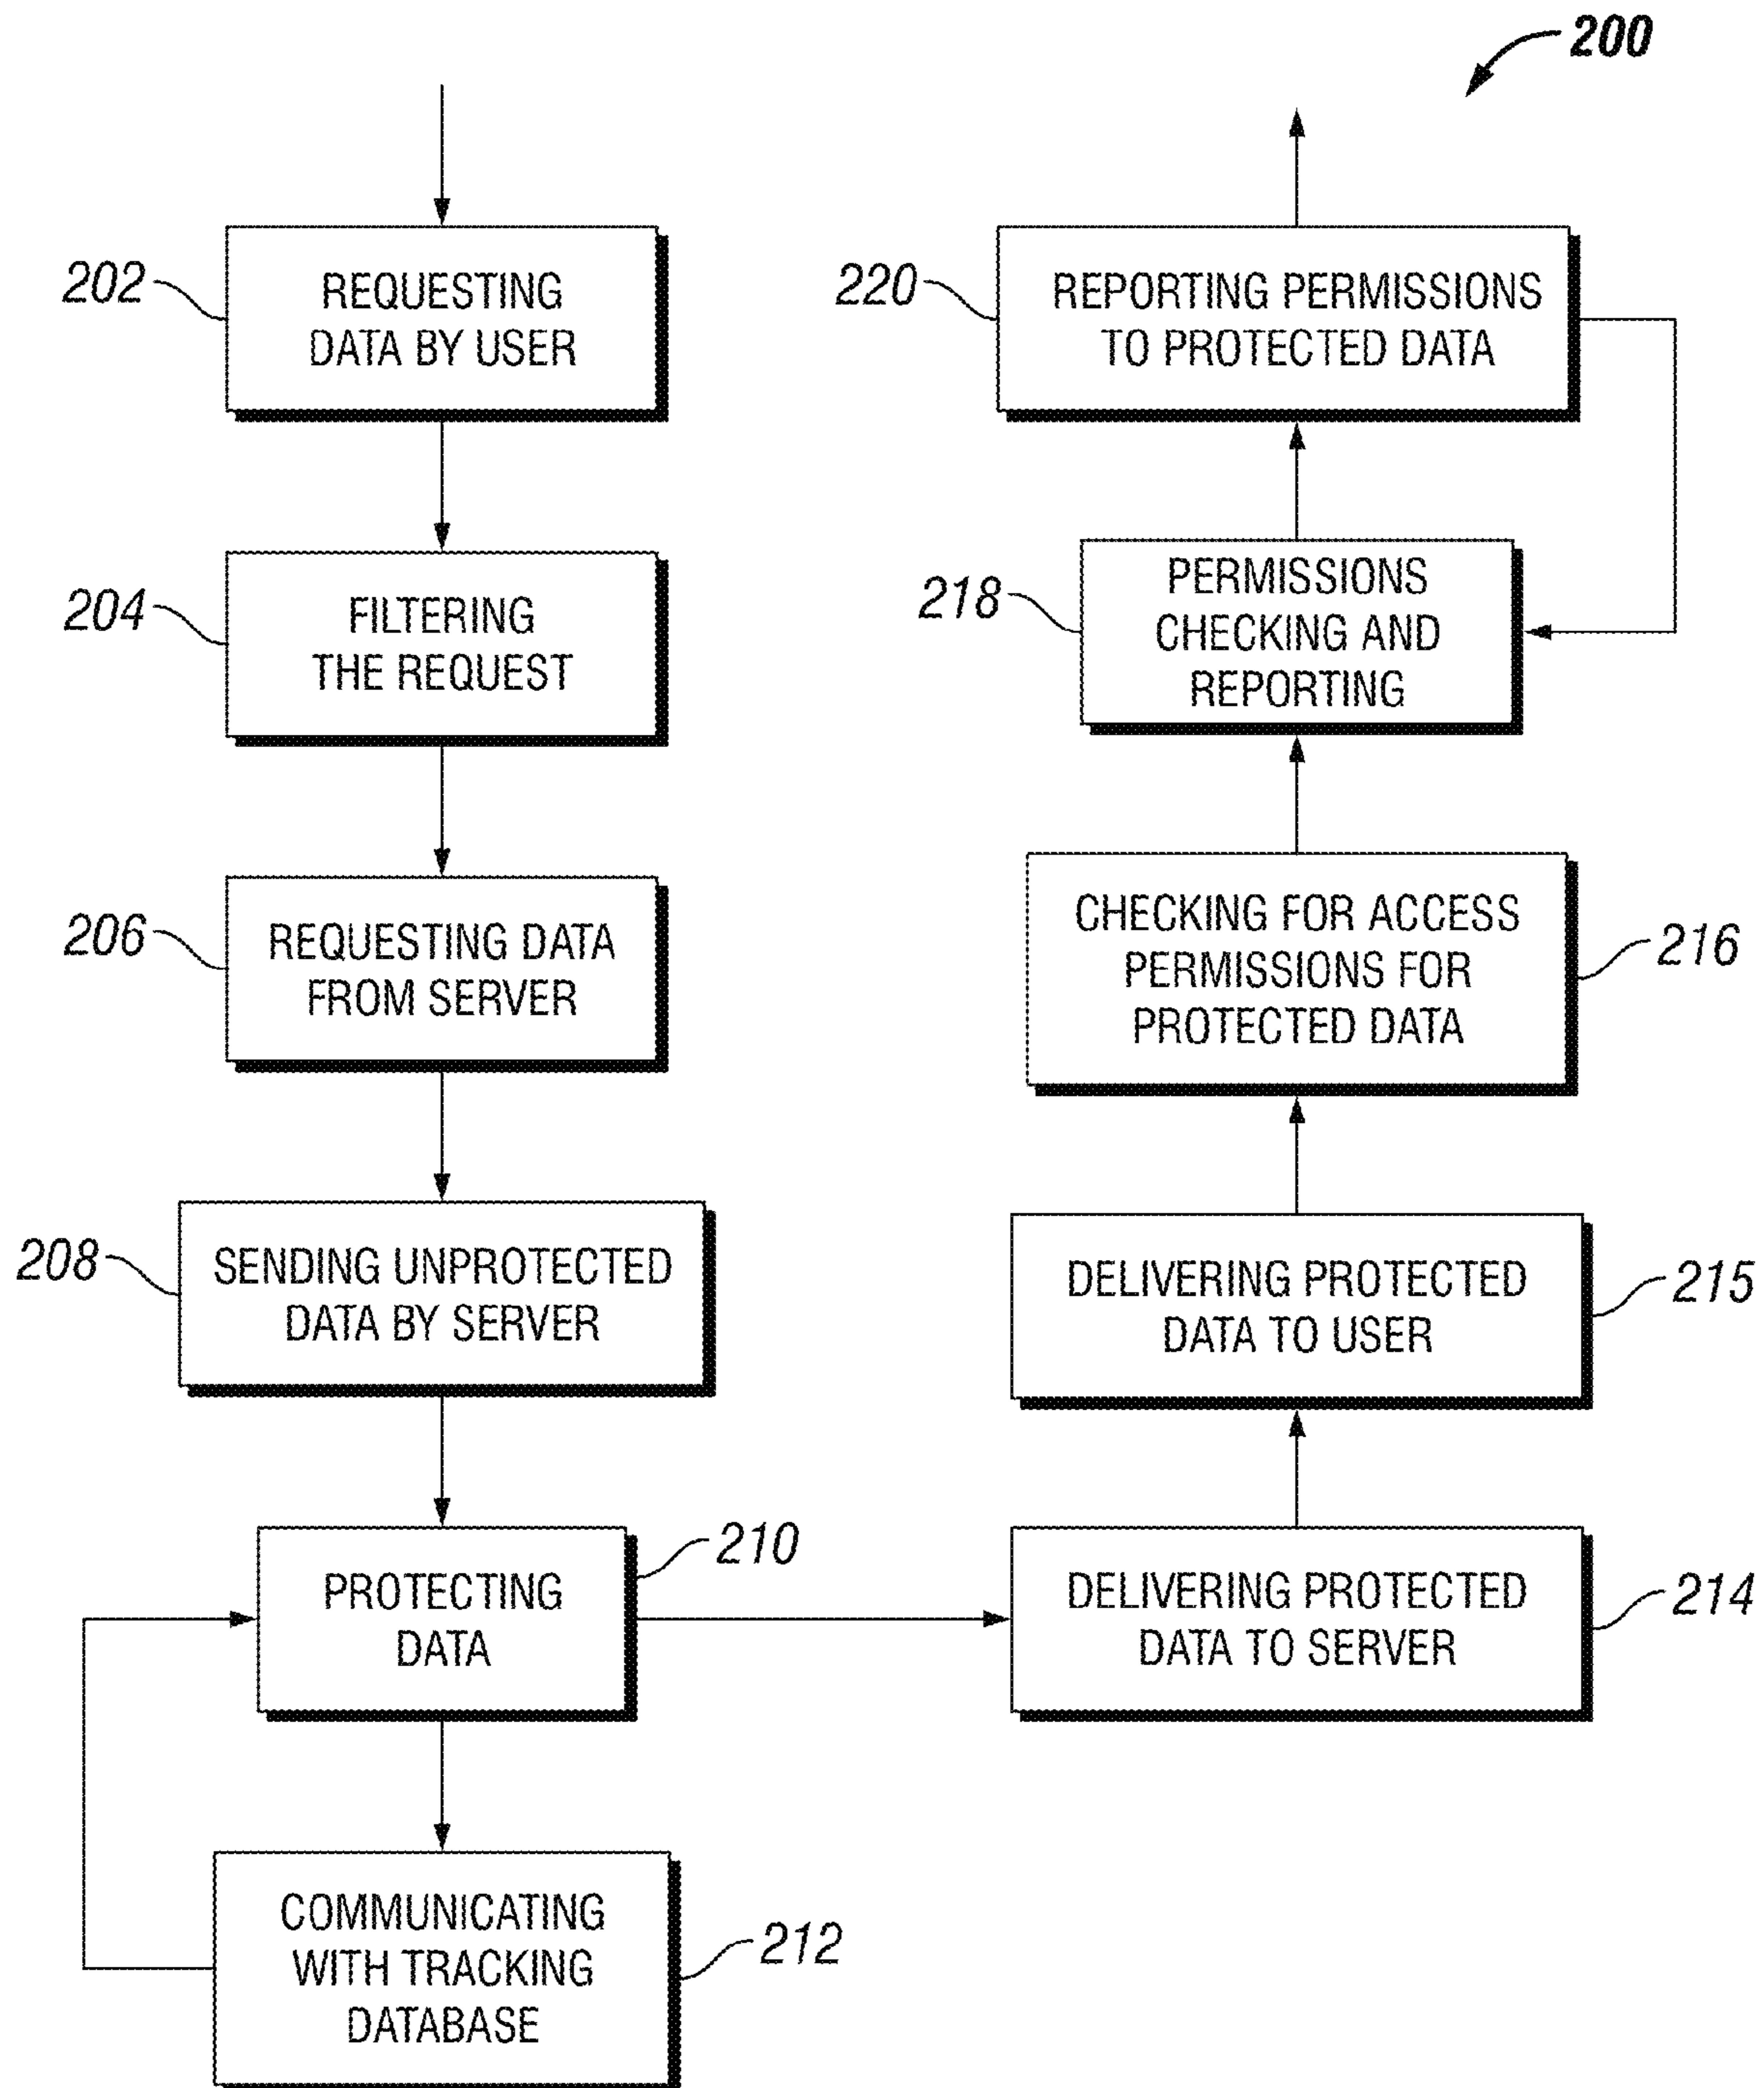 200
202
REQUESTING
DATA BY USER
204
FILTERING
THE REQUEST
206
REQUESTING DATA
FROM SERVER
208
SENDING UNPROTECTED
DATA BY SERVER
210
PROTECTING
DATA
212
COMMUNICATING
WITH TRACKING
DATABASE
214
DELIVERING PROTECTED
DATA TO SERVER
215
DELIVERING PROTECTED
DATA TO USER
216
CHECKING FOR ACCESS
PERMISSIONS FOR
PROTECTED DATA
218
PERMISSIONS
CHECKING AND
REPORTING
220
REPORTING PERMISSIONS
TO PROTECTED DATA